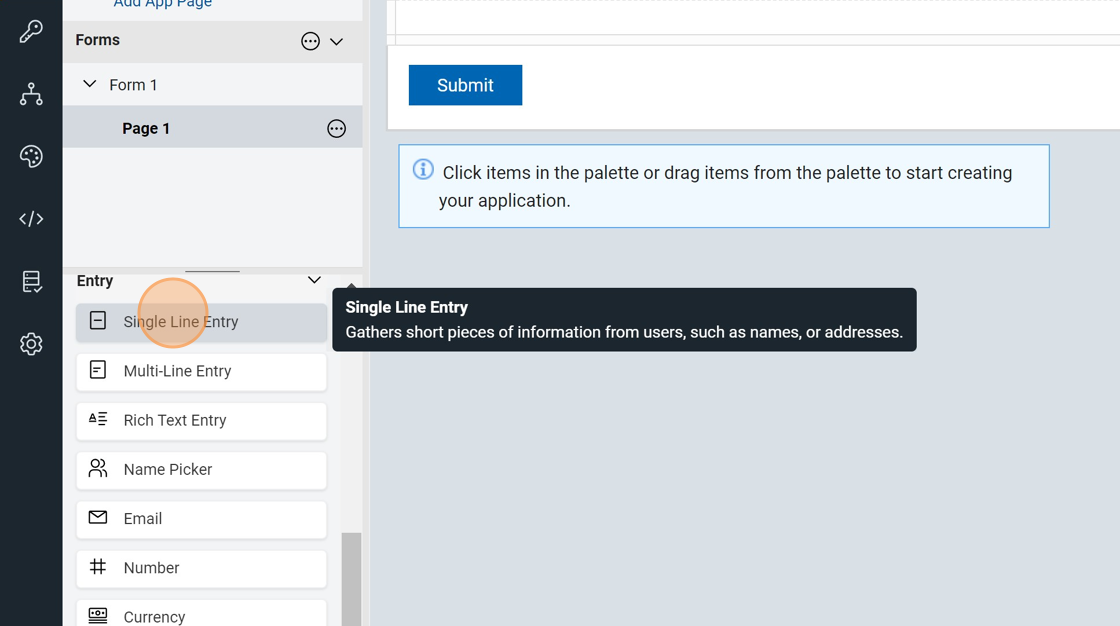 Add App Page
Forms
Form 1
Page 1
Submit
Click items in the palette or drag items from the palette to start creating
your application.
Entry
Single Line Entry
Single Line Entry
Gathers short pieces of information from users, such as names, or addresses.
Multi-Line Entry
Rich Text Entry
Name Picker
Email
Number
Currency